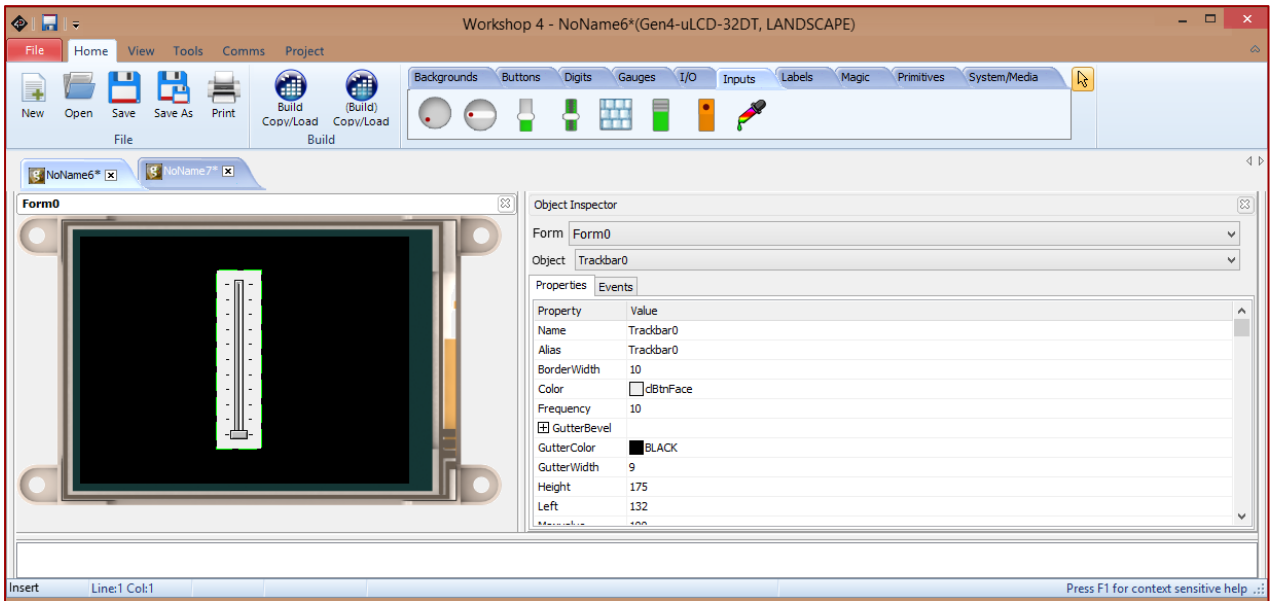 Workshop 4 - NoName6*(Gen4-uLCD-32DT, LANDSCAPE)
File Home View Tools Comms Project
New Open Save Save As Print
Build Copy/Load
(Build) Copy/Load
File Build
Backgrounds Buttons Digits Gauges I/O Inputs Labels Magic Primitives System/Media
NoName6* NoName7*
Form0
Object Inspector
Form Form0
Object Trackbar0
Properties Events
Property Value
Name Trackbar0
Alias Trackbar0
BorderWidth 10
Color clBtnFace
Frequency 10
GutterBevel
GutterColor BLACK
GutterWidth 9
Height 175
Left 132
Insert Line:1 Col:1 Press F1 for context sensitive help